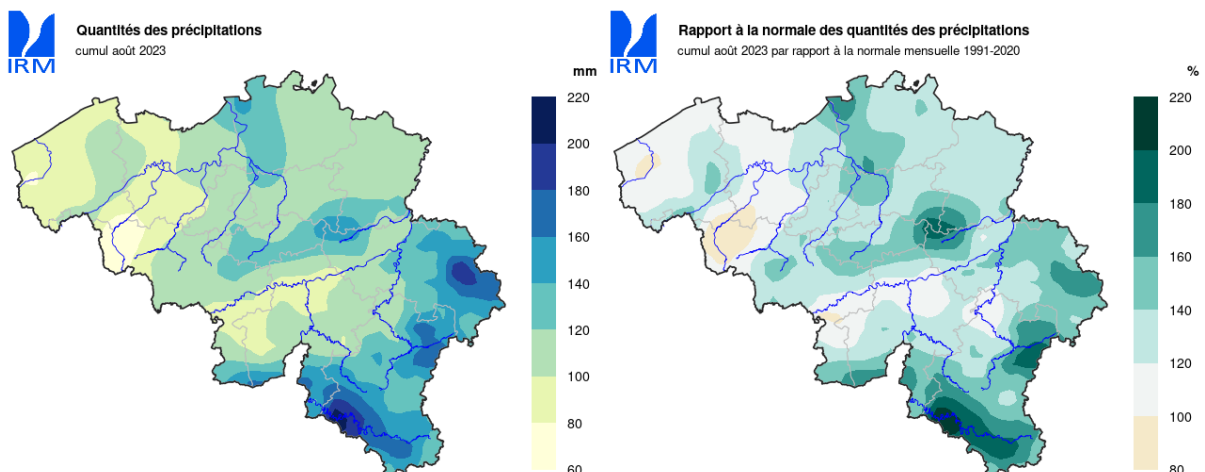 IRM
Quantités des précipitations
cumul août 2023
mm
220
200
180
160
140
120
100
80
60
IRM
Rapport à la normale des quantités des précipitations
cumul août 2023 par rapport à la normale mensuelle 1991-2020
%
220
200
180
160
140
120
100
80